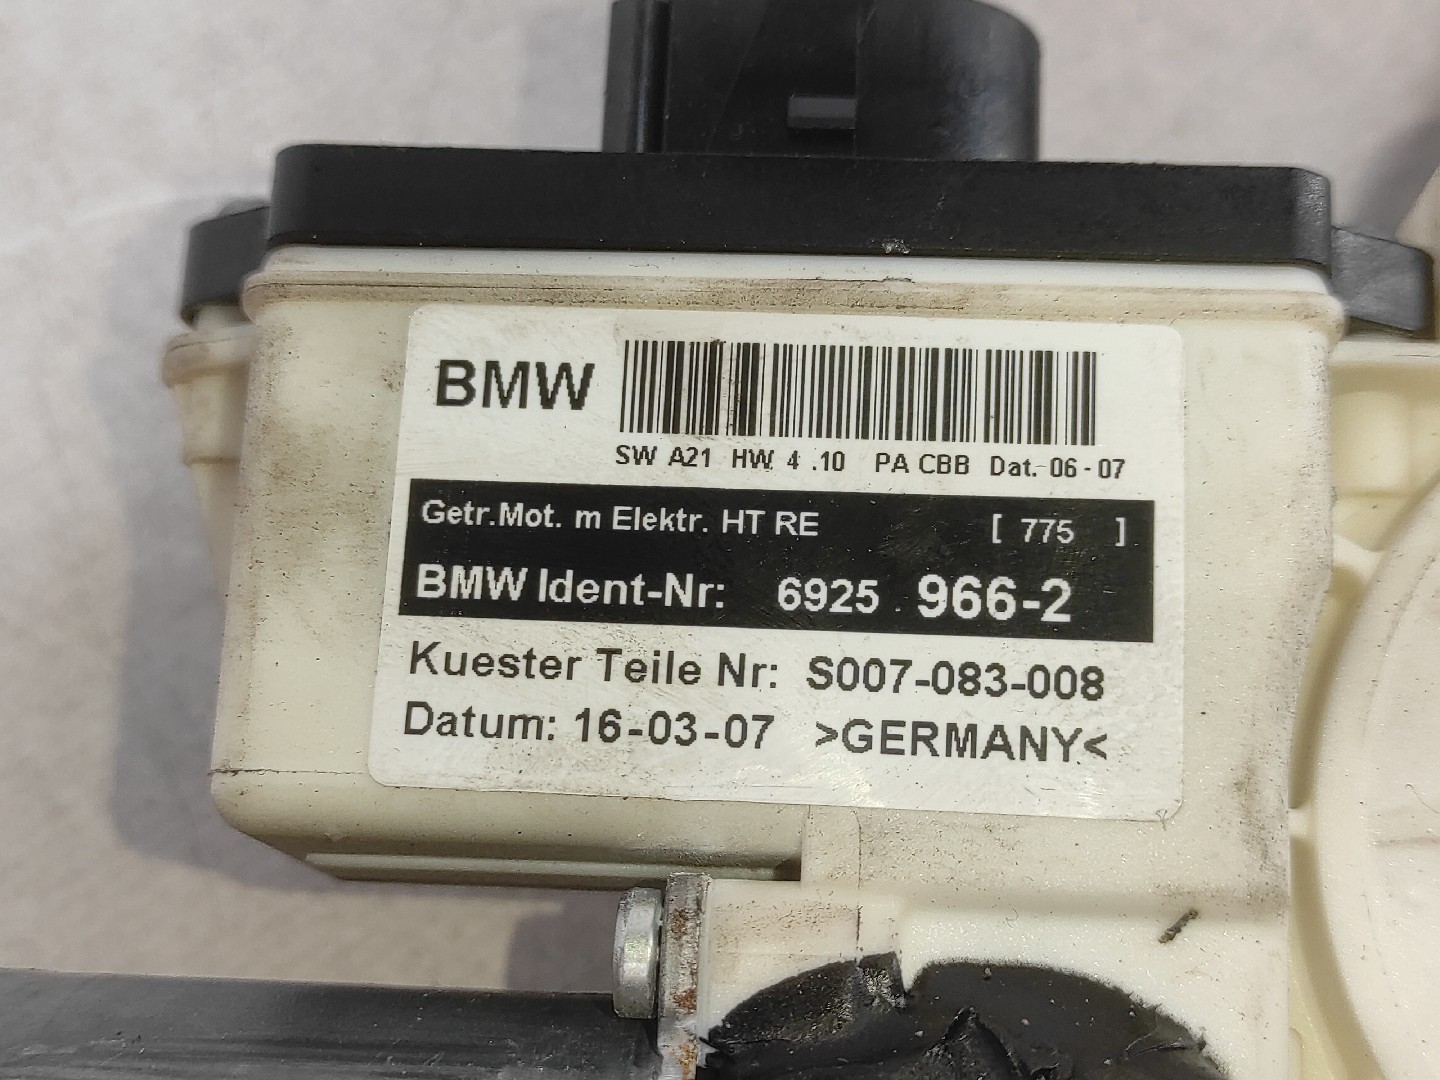 BMW
SW A21 HW 4 .10 PA CBB Dat. 06 - 07
Getr.Mot. m Elektr. HT RE [ 775 ]
BMW Ident-Nr: 6925 966-2
Kuester Teile Nr: S007-083-008
Datum: 16-03-07 >GERMANY<